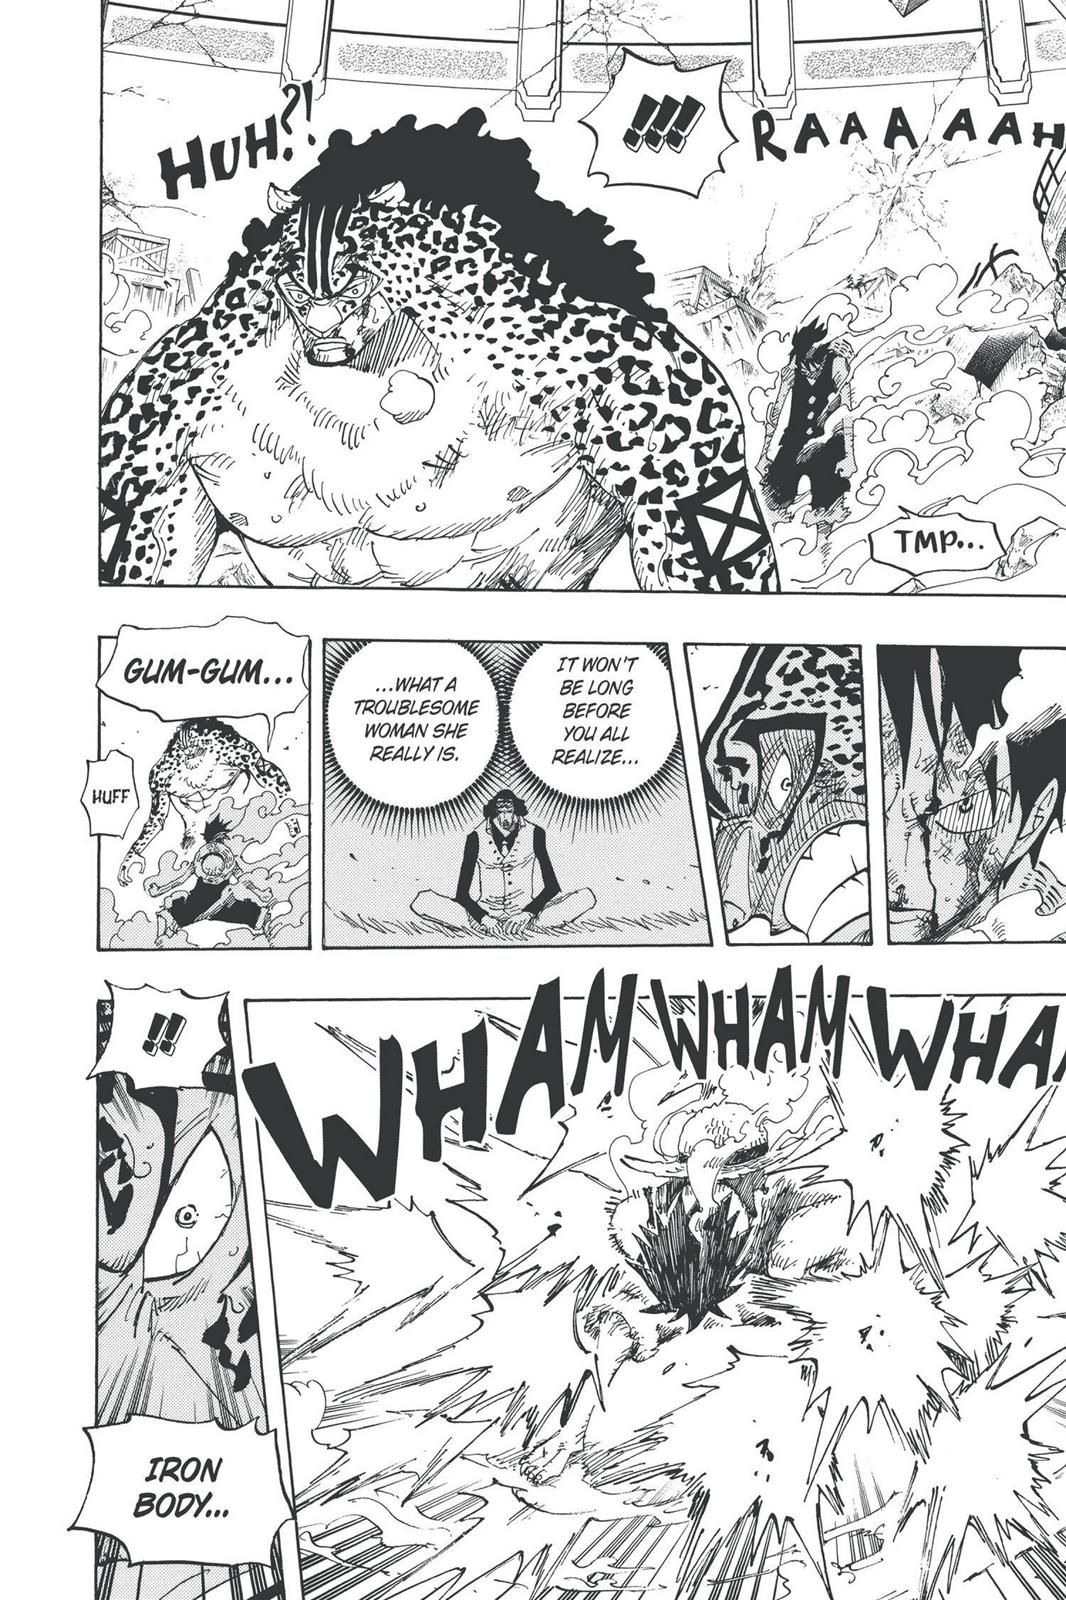 RAAAAAH
!!!
HUH?!
TMP...
IT WON'T
BE LONG
BEFORE
YOU ALL
REALIZE...
...WHAT A
TROUBLESOME
WOMAN SHE
REALLY IS.
GUM-GUM...
HUFF
WHAM WHAM WHAM
!!
IRON
BODY...